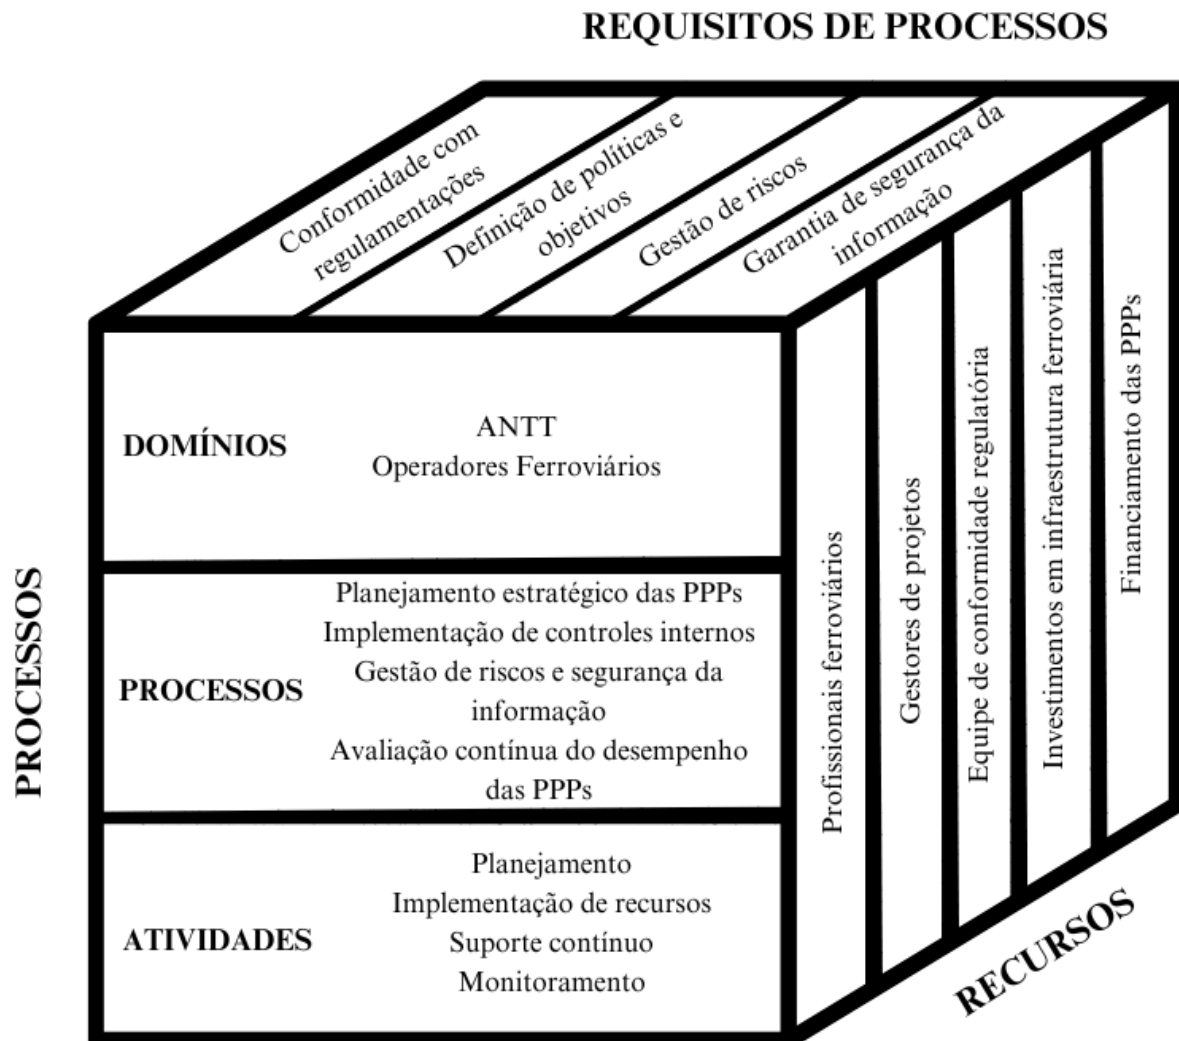 REQUISITOS DE PROCESSOS
Conformidade com
regulamentações
Definição de políticas e
objetivos
Gestão de riscos
Garantia de segurança da
informação
PROCESSOS
DOMÍNIOS
ANTT
Operadores Ferroviários
PROCESSOS
Planejamento estratégico das PPPs
Implementação de controles internos
Gestão de riscos e segurança da
informação
Avaliação contínua do desempenho
das PPPs
ATIVIDADES
Planejamento
Implementação de recursos
Suporte contínuo
Monitoramento
Profissionais ferroviários
Gestores de projetos
Equipe de conformidade regulatória
Investimentos em infraestrutura ferroviária
Financiamento das PPPs
RECURSOS